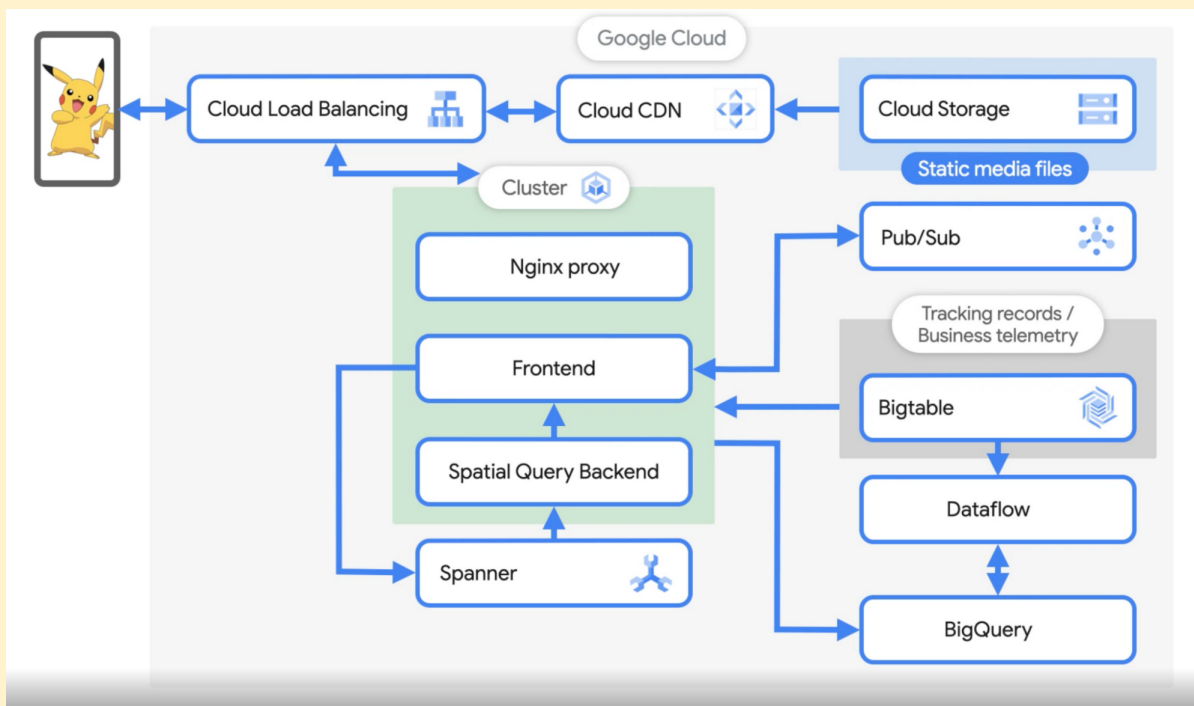 Google Cloud
Cloud Load Balancing
Cloud CDN
Cloud Storage
Static media files
Cluster
Pub/Sub
Nginx proxy
Tracking records /
Business telemetry
Frontend
Bigtable
Spatial Query Backend
Dataflow
Spanner
BigQuery